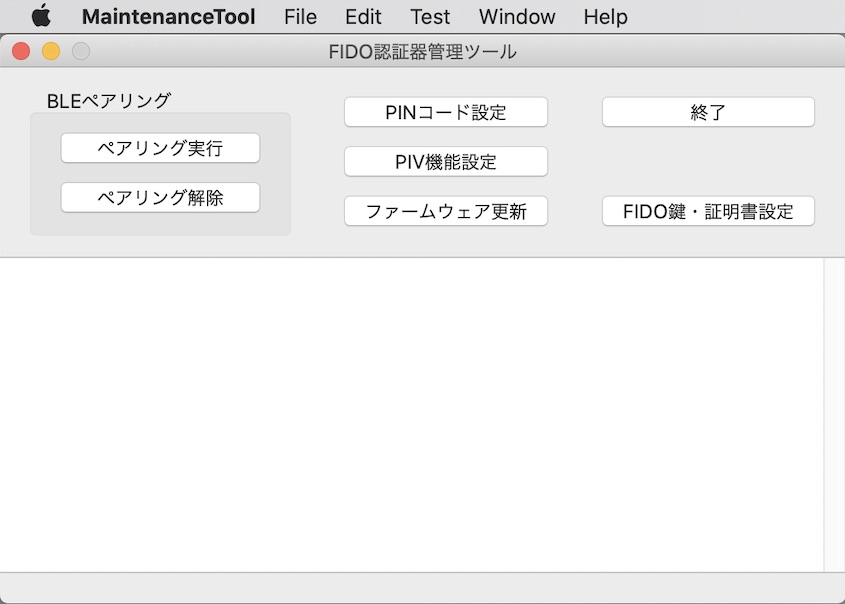 MaintenanceTool File Edit Test Window Help
FIDO認証器管理ツール
BLEペアリング
ペアリング実行
ペアリング解除
PINコード設定
PIV機能設定
ファームウェア更新
終了
FIDO鍵・証明書設定